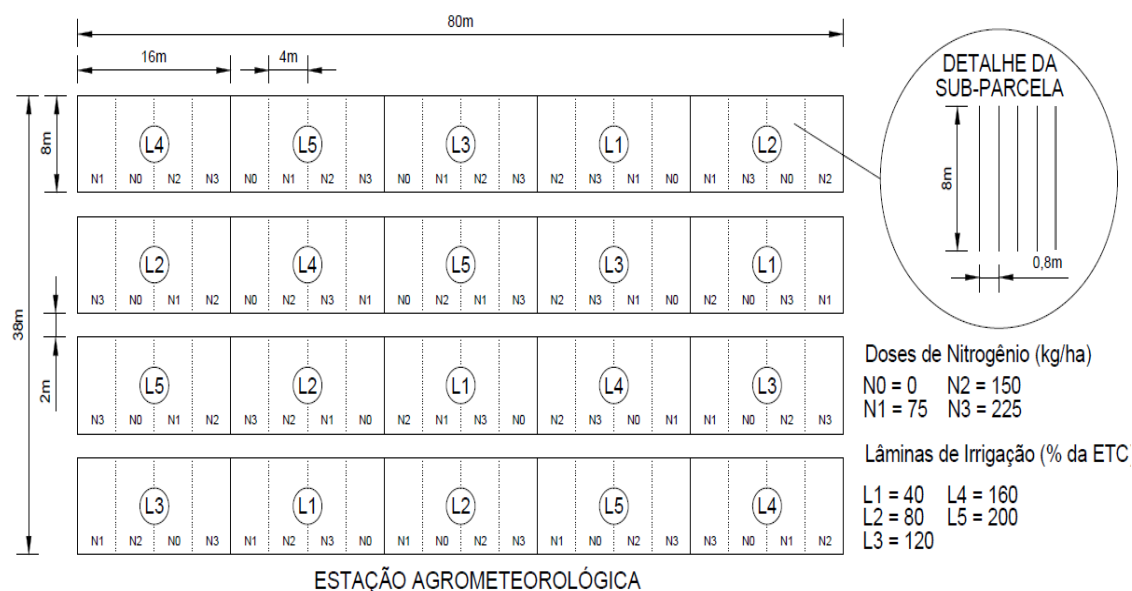 80m
16m 4m
8m
38m
2m
L4 L5 L3 L1 L2
N1 N0 N2 N3 N0 N1 N2 N3 N0 N1 N2 N3 N2 N3 N1 N0 N1 N3 N0 N2
L2 L4 L5 L3 L1
N3 N0 N1 N2 N0 N2 N3 N1 N0 N2 N1 N3 N2 N3 N1 N0 N2 N0 N3 N1
L5 L2 L1 L4 L3
N3 N0 N1 N2 N3 N2 N1 N0 N2 N1 N3 N0 N2 N3 N0 N1 N1 N0 N2 N3
L3 L1 L2 L5 L4
N1 N2 N0 N3 N1 N2 N3 N0 N1 N0 N2 N3 N1 N0 N2 N3 N3 N0 N1 N2
ESTAÇÃO AGROMETEOROLÓGICA
DETALHE DA
SUB-PARCELA
8m
0,8m
Doses de Nitrogênio (kg/ha)
N0 = 0 N2 = 150
N1 = 75 N3 = 225
Lâminas de Irrigação (% da ETC)
L1 = 40 L4 = 160
L2 = 80 L5 = 200
L3 = 120